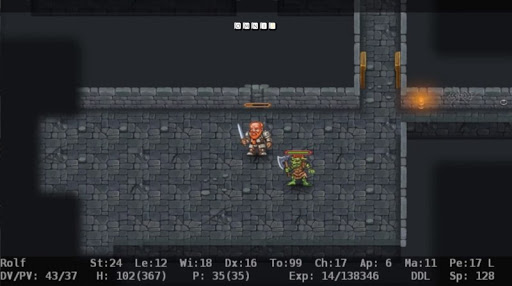 Rolf St:24 Le:12 Wi:18 Dx:16 To:99 Ch:17 Ap: 6 Ma:11 Pe:17 L
DV/PV: 43/37 H: 102(367) P: 35(35) Exp: 14/138346 DDL Sp: 128